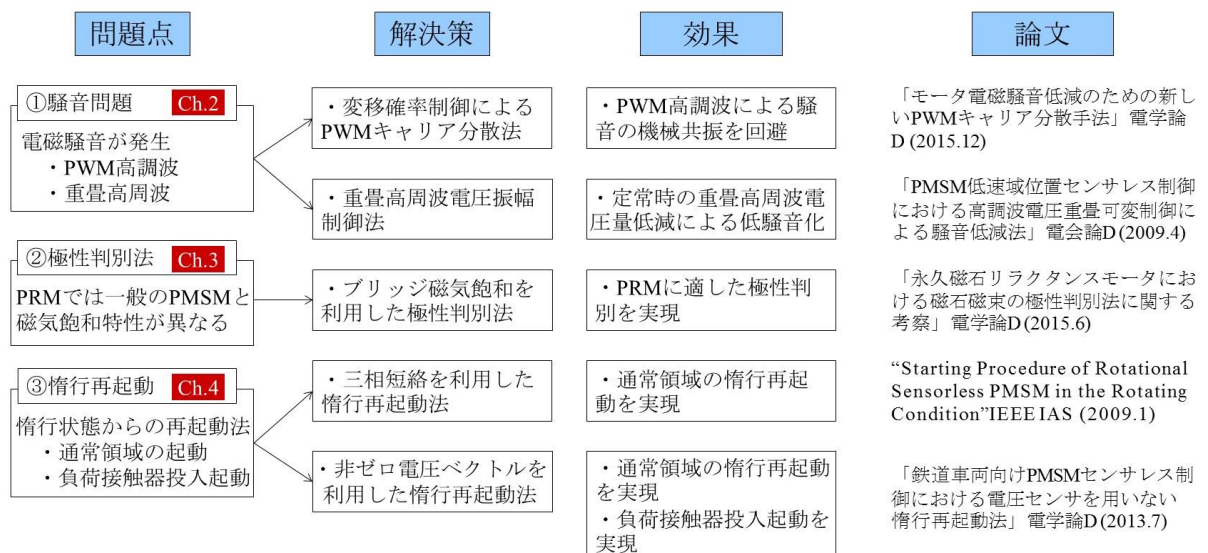 問題点
解決策
効果
論文
①騒音問題
Ch.2
電磁騒音が発生
・PWM高調波
・重畳高周波
・変移確率制御による
PWMキャリア分散法
・PWM高調波による騒
音の機械共振を回避
「モータ電磁騒音低減のための新し
いPWMキャリア分散手法」電学論
D (2015.12)
・重畳高周波電圧振幅
制御法
・定常時の重畳高周波電
圧量低減による低騒音化
「PMSM低速域位置センサレス制御
における高調波電圧重畳可変制御に
よる騒音低減法」電会論D (2009.4)
②極性判別法
Ch.3
PRMでは一般のPMSMと
磁気飽和特性が異なる
・ブリッジ磁気飽和を
利用した極性判別法
・PRMに適した極性判
別を実現
「永久磁石リラクタンスモータにお
ける磁石磁束の極性判別法に関する
考察」電学論D (2015.6)
③惰行再起動
Ch.4
惰行状態からの再起動法
・通常領域の起動
・負荷接触器投入起動
・三相短絡を利用した
惰行再起動法
・通常領域の惰行再起
動を実現
“Starting Procedure of Rotational
Sensorless PMSM in the Rotating
Condition”IEEE IAS (2009.1)
・非ゼロ電圧ベクトルを
利用した惰行再起動法
・通常領域の惰行再起動
を実現
・負荷接触器投入起動を
実現
「鉄道車両向けPMSMセンサレス制
御における電圧センサを用いない
惰行再起動法」電学論D (2013.7)